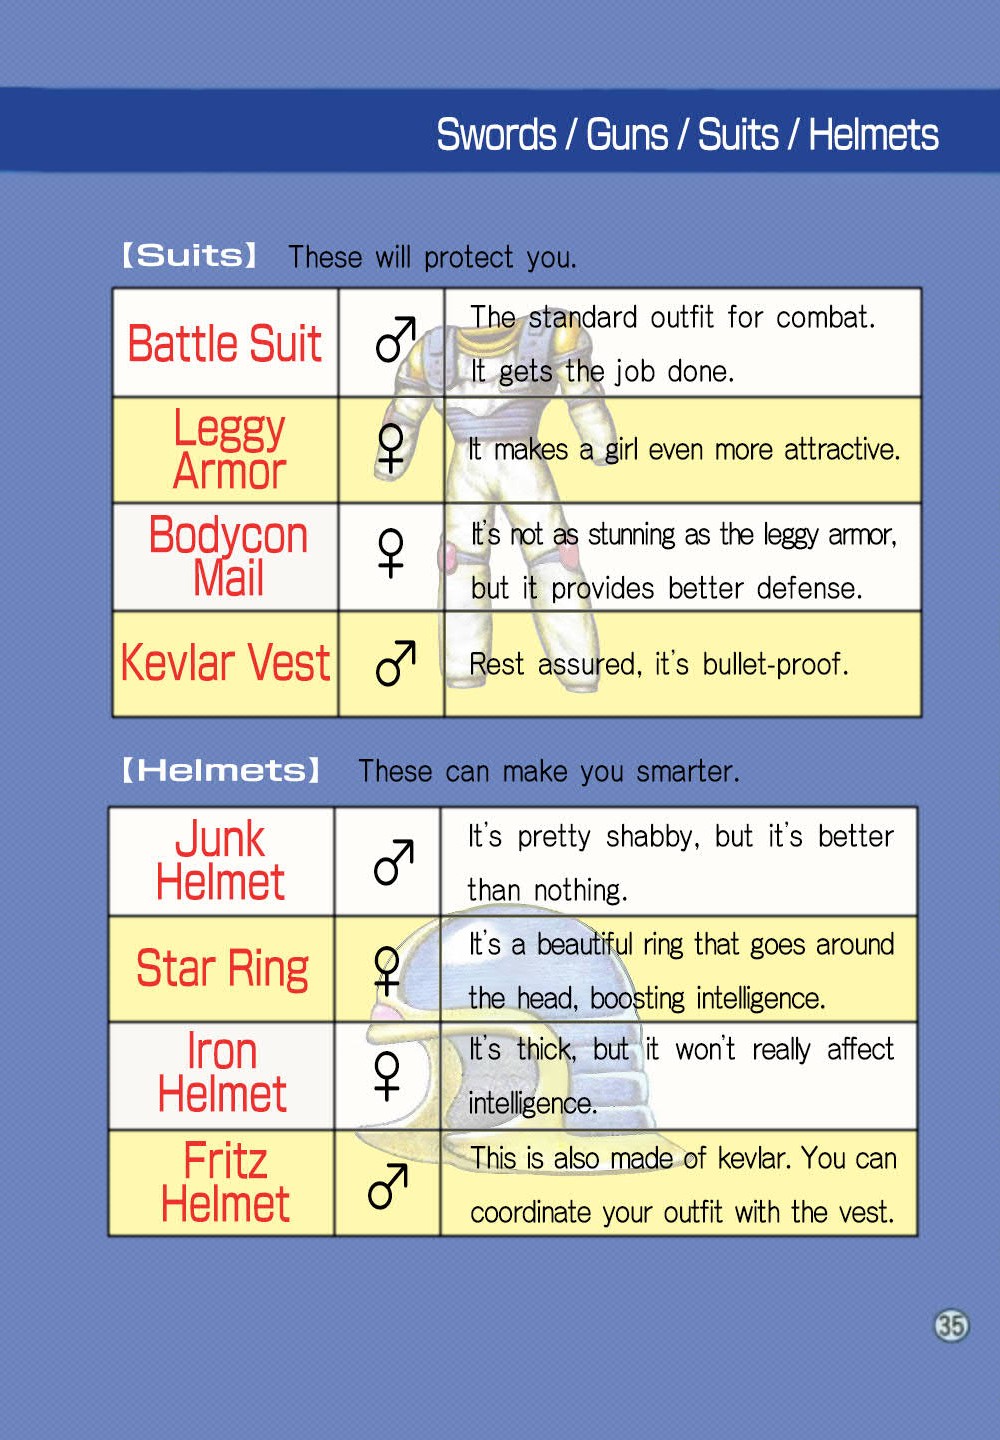 Swords / Guns / Suits / Helmets
【Suits】 These will protect you.
Battle Suit ♂ The standard outfit for combat.
It gets the job done.
Leggy
Armor
♀ It makes a girl even more attractive.
Bodycon
Mail
♀ It's not as stunning as the leggy armor,
but it provides better defense.
Kevlar Vest ♂ Rest assured, it's bullet-proof.
【Helmets】 These can make you smarter.
Junk
Helmet
♂ It's pretty shabby, but it's better
than nothing.
Star Ring ♀ It's a beautiful ring that goes around
the head, boosting intelligence.
Iron
Helmet
♀ It's thick, but it won't really affect
intelligence.
Fritz
Helmet
♂ This is also made of kevlar. You can
coordinate your outfit with the vest.
35